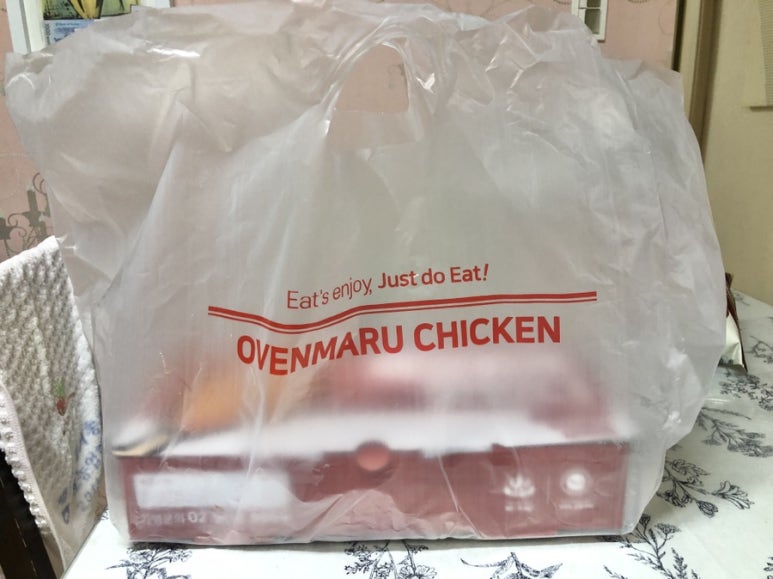 Eat's enjoy, Just do Eat!
OVENMARU CHICKEN